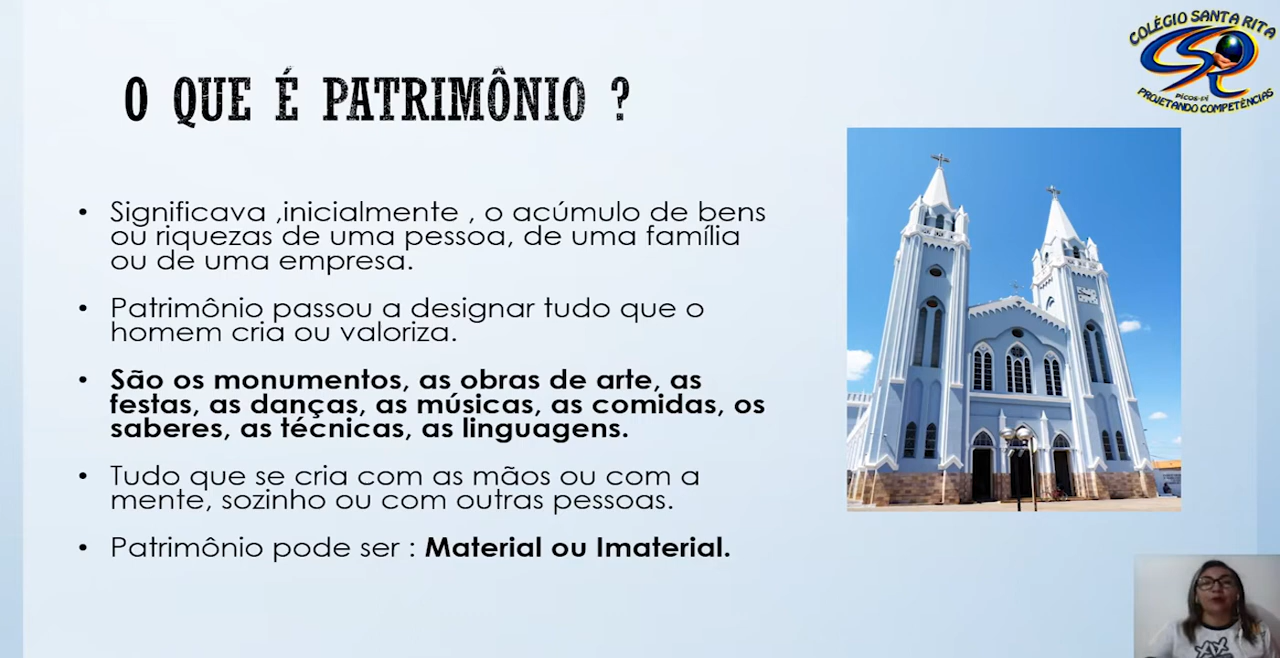 COLÉGIO SANTA RITA
PICOS-PI
PROJETANDO COMPETÊNCIAS
O QUE É PATRIMÔNIO ?
• Significava ,inicialmente , o acúmulo de bens
ou riquezas de uma pessoa, de uma família
ou de uma empresa.
• Patrimônio passou a designar tudo que o
homem cria ou valoriza.
• São os monumentos, as obras de arte, as
festas, as danças, as músicas, as comidas, os
saberes, as técnicas, as linguagens.
• Tudo que se cria com as mãos ou com a
mente, sozinho ou com outras pessoas.
• Patrimônio pode ser : Material ou Imaterial.